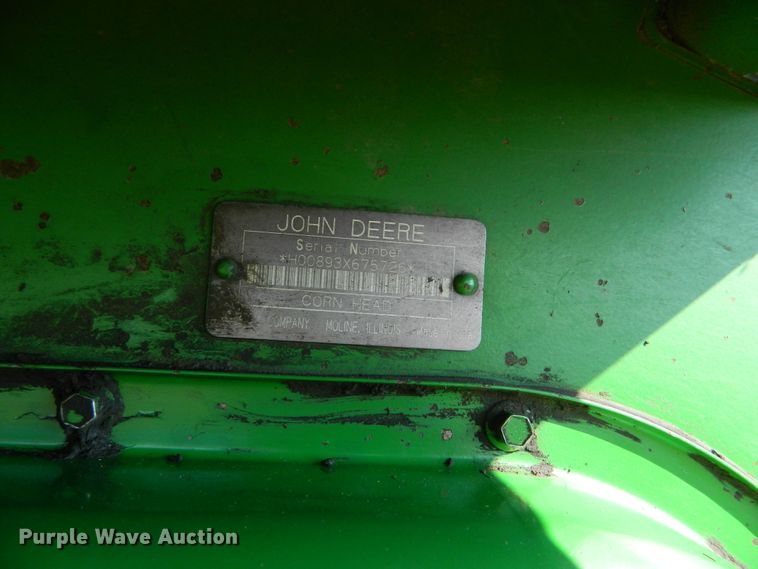 JOHN DEERE
Serial Number
*H00893X675726*
CORN HEAD
COMPANY MOLINE, ILLINOIS
Purple Wave Auction